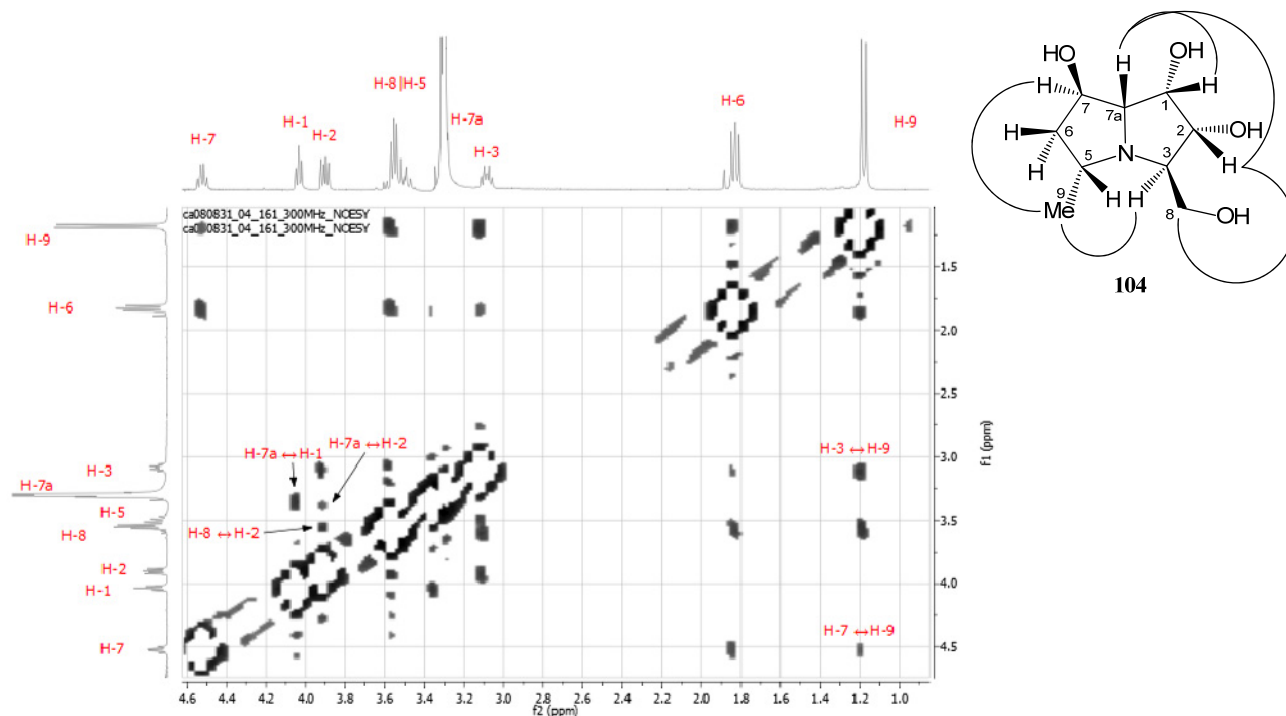 H-7
H-1
H-2
H-8
H-5
H-7a
H-3
H-6
H-9
ca080831_04_161_300MHz_NOESY
ca080831_04_161_300MHz_NOESY
H-9
H-6
H-3
H-7a
H-5
H-8
H-2
H-1
H-7
H-7a ↔ H-1
H-7a ↔ H-2
H-8 ↔ H-2
H-3 ↔ H-9
H-7 ↔ H-9
1.5
2.0
2.5
3.0
3.5
4.0
4.5
f1 (ppm)
4.6 4.4 4.2 4.0 3.8 3.6 3.4 3.2 3.0 2.8 2.6 2.4 2.2 2.0 1.8 1.6 1.4 1.2 1.0
f2 (ppm)
HO H OH
H 7 7a 1 H
H 6 2 OH
H 5 N 3 H
9 Me H H 8 OH
104